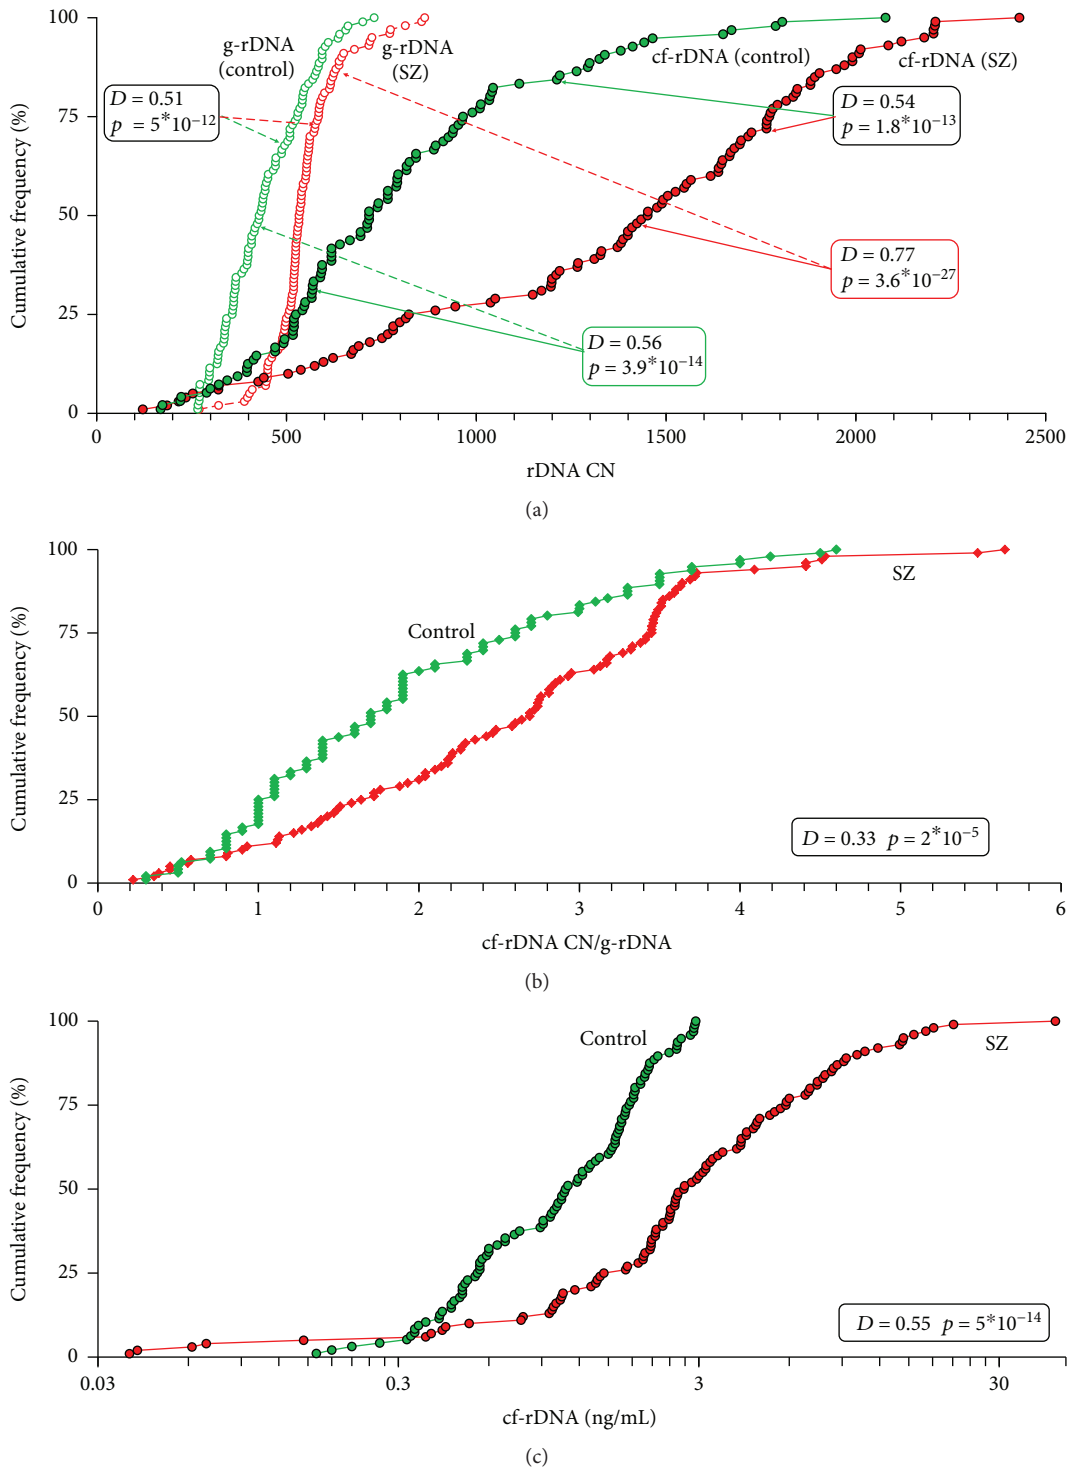 100
75
50
25
0
Cumulative frequency (%)
g-rDNA
(control)
g-rDNA
(SZ)
cf-rDNA (control)
cf-rDNA (SZ)
D = 0.51
p = 5*10−12
D = 0.54
p = 1.8*10−13
D = 0.77
p = 3.6*10−27
D = 0.56
p = 3.9*10−14
0 500 1000 1500 2000 2500
rDNA CN
(a)
100
75
50
25
0
Cumulative frequency (%)
Control
SZ
D = 0.33 p = 2*10−5
0 1 2 3 4 5 6
cf-rDNA CN/g-rDNA
(b)
100
75
50
25
0
Cumulative frequency (%)
Control
SZ
D = 0.55 p = 5*10−14
0.03 0.3 3 30
cf-rDNA (ng/mL)
(c)